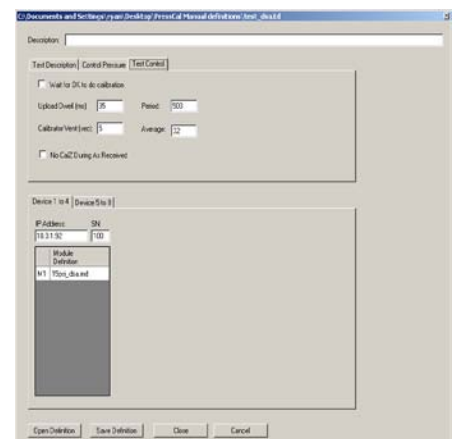 C:\Documents and Settings\ryan\Desktop\PressCal Manual definitions\test_dsa.td
Description:
Test Description Control Pressure Test Control
Wait for OK to do calibration
Upload Dwell (ms) 35 Period: 500
Calibrator Vent (sec) 5 Average: 32
No CalZ During As Received
Device 1 to 4 Device 5 to 8
IP Address: SN
100
Module Definition
M1 15psi_dsa.md
Open Definition Save Definition Close Cancel